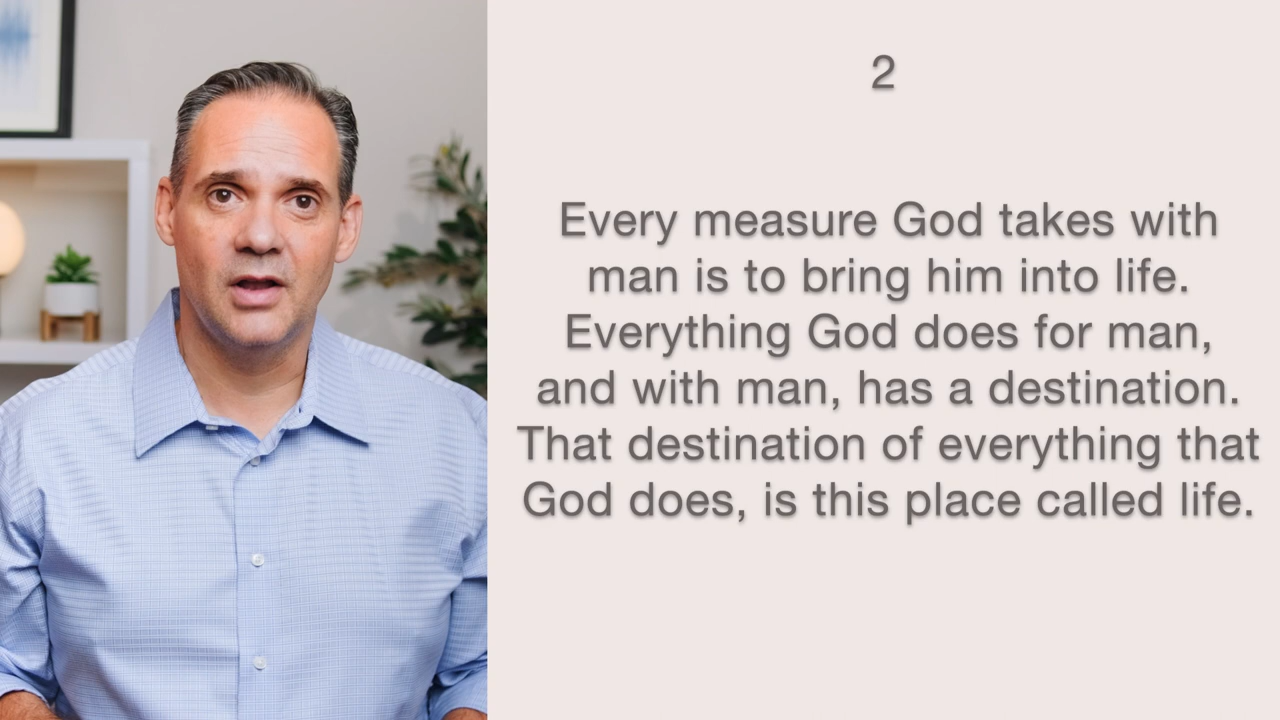 2
Every measure God takes with
man is to bring him into life.
Everything God does for man,
and with man, has a destination.
That destination of everything that
God does, is this place called life.